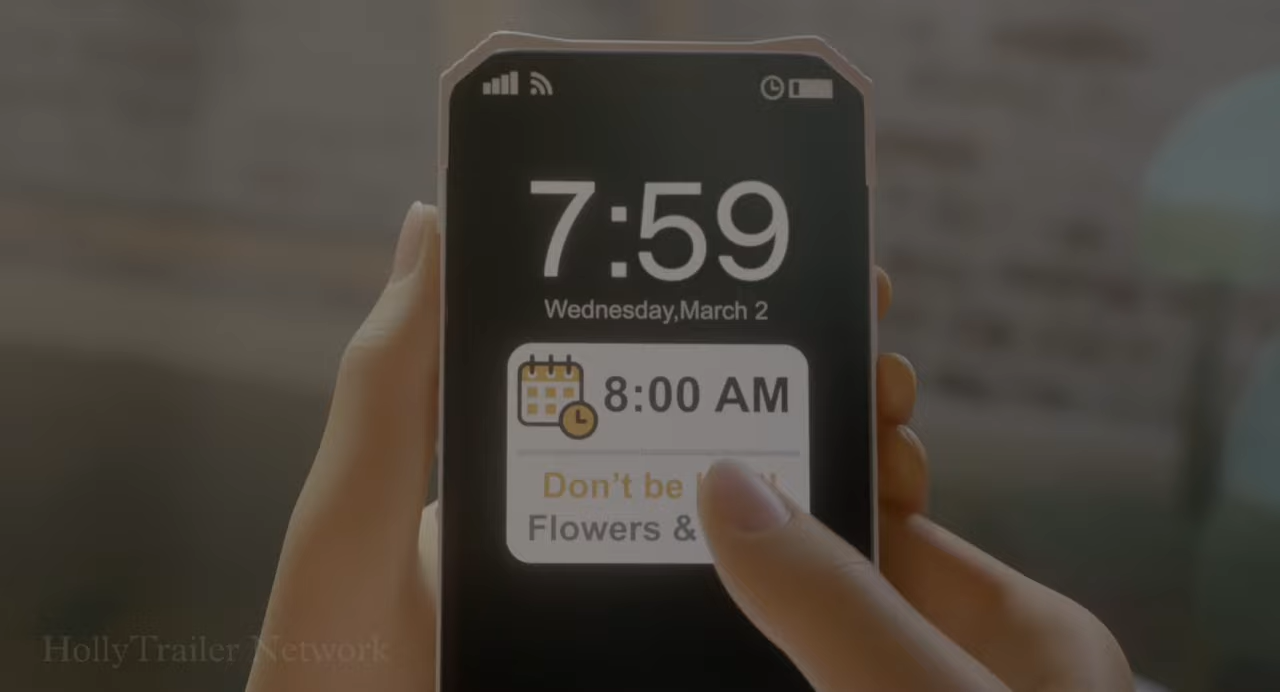 7:59
Wednesday,March 2
8:00 AM
Don't be
Flowers &
HollyTrailer Network